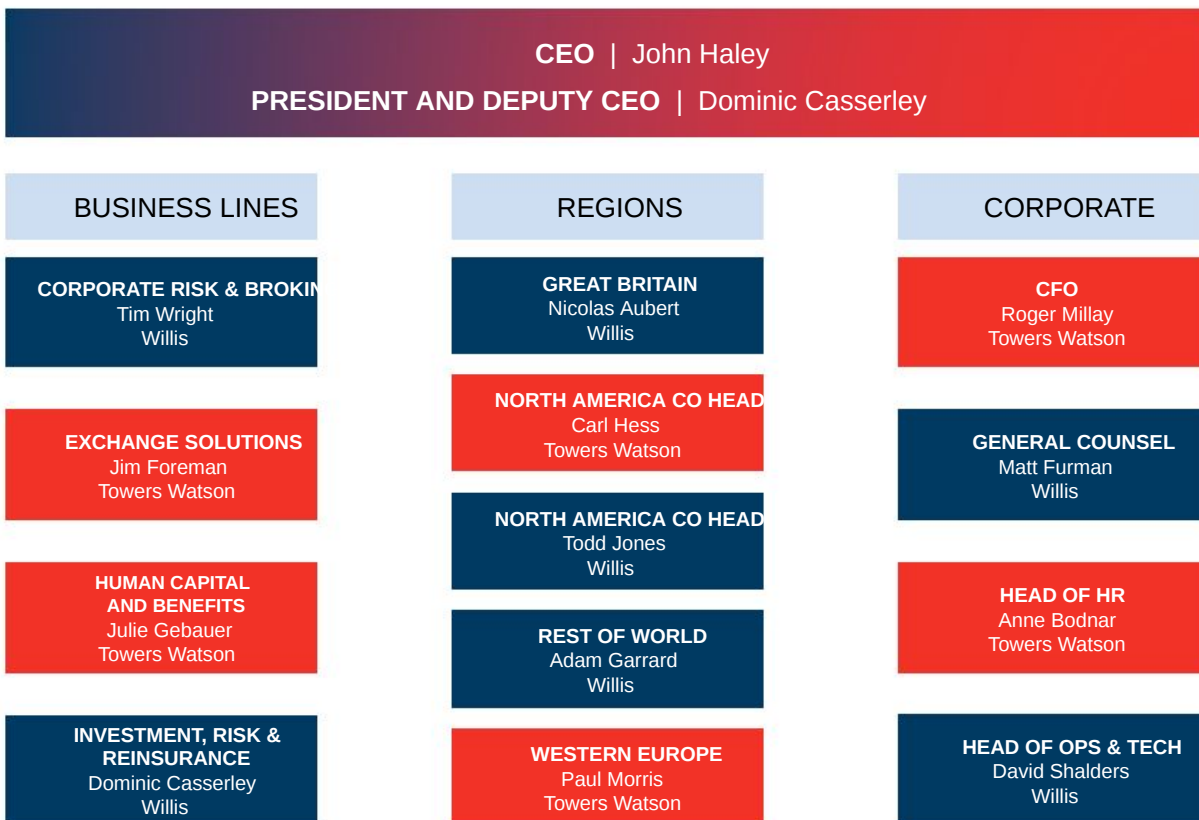 CEO | John Haley
PRESIDENT AND DEPUTY CEO | Dominic Casserley
BUSINESS LINES
CORPORATE RISK & BROKIN
Tim Wright
Willis
EXCHANGE SOLUTIONS
Jim Foreman
Towers Watson
HUMAN CAPITAL
AND BENEFITS
Julie Gebauer
Towers Watson
INVESTMENT, RISK &
REINSURANCE
Dominic Casserley
Willis
REGIONS
GREAT BRITAIN
Nicolas Aubert
Willis
NORTH AMERICA CO HEAD
Carl Hess
Towers Watson
NORTH AMERICA CO HEAD
Todd Jones
Willis
REST OF WORLD
Adam Garrard
Willis
WESTERN EUROPE
Paul Morris
Towers Watson
CORPORATE
CFO
Roger Millay
Towers Watson
GENERAL COUNSEL
Matt Furman
Willis
HEAD OF HR
Anne Bodnar
Towers Watson
HEAD OF OPS & TECH
David Shalders
Willis